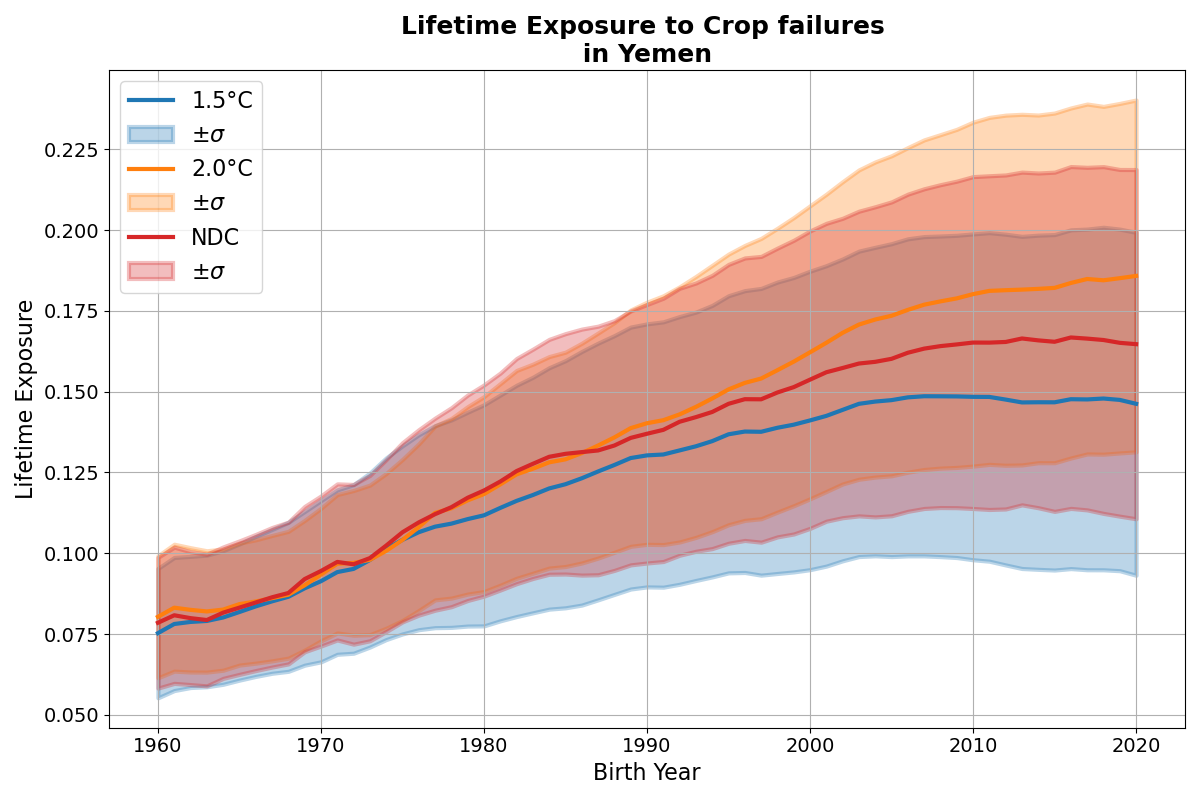 Lifetime Exposure to Crop failures
in Yemen
1.5°C
±σ
2.0°C
±σ
NDC
±σ
Lifetime Exposure
0.225
0.200
0.175
0.150
0.125
0.100
0.075
0.050
1960 1970 1980 1990 2000 2010 2020
Birth Year